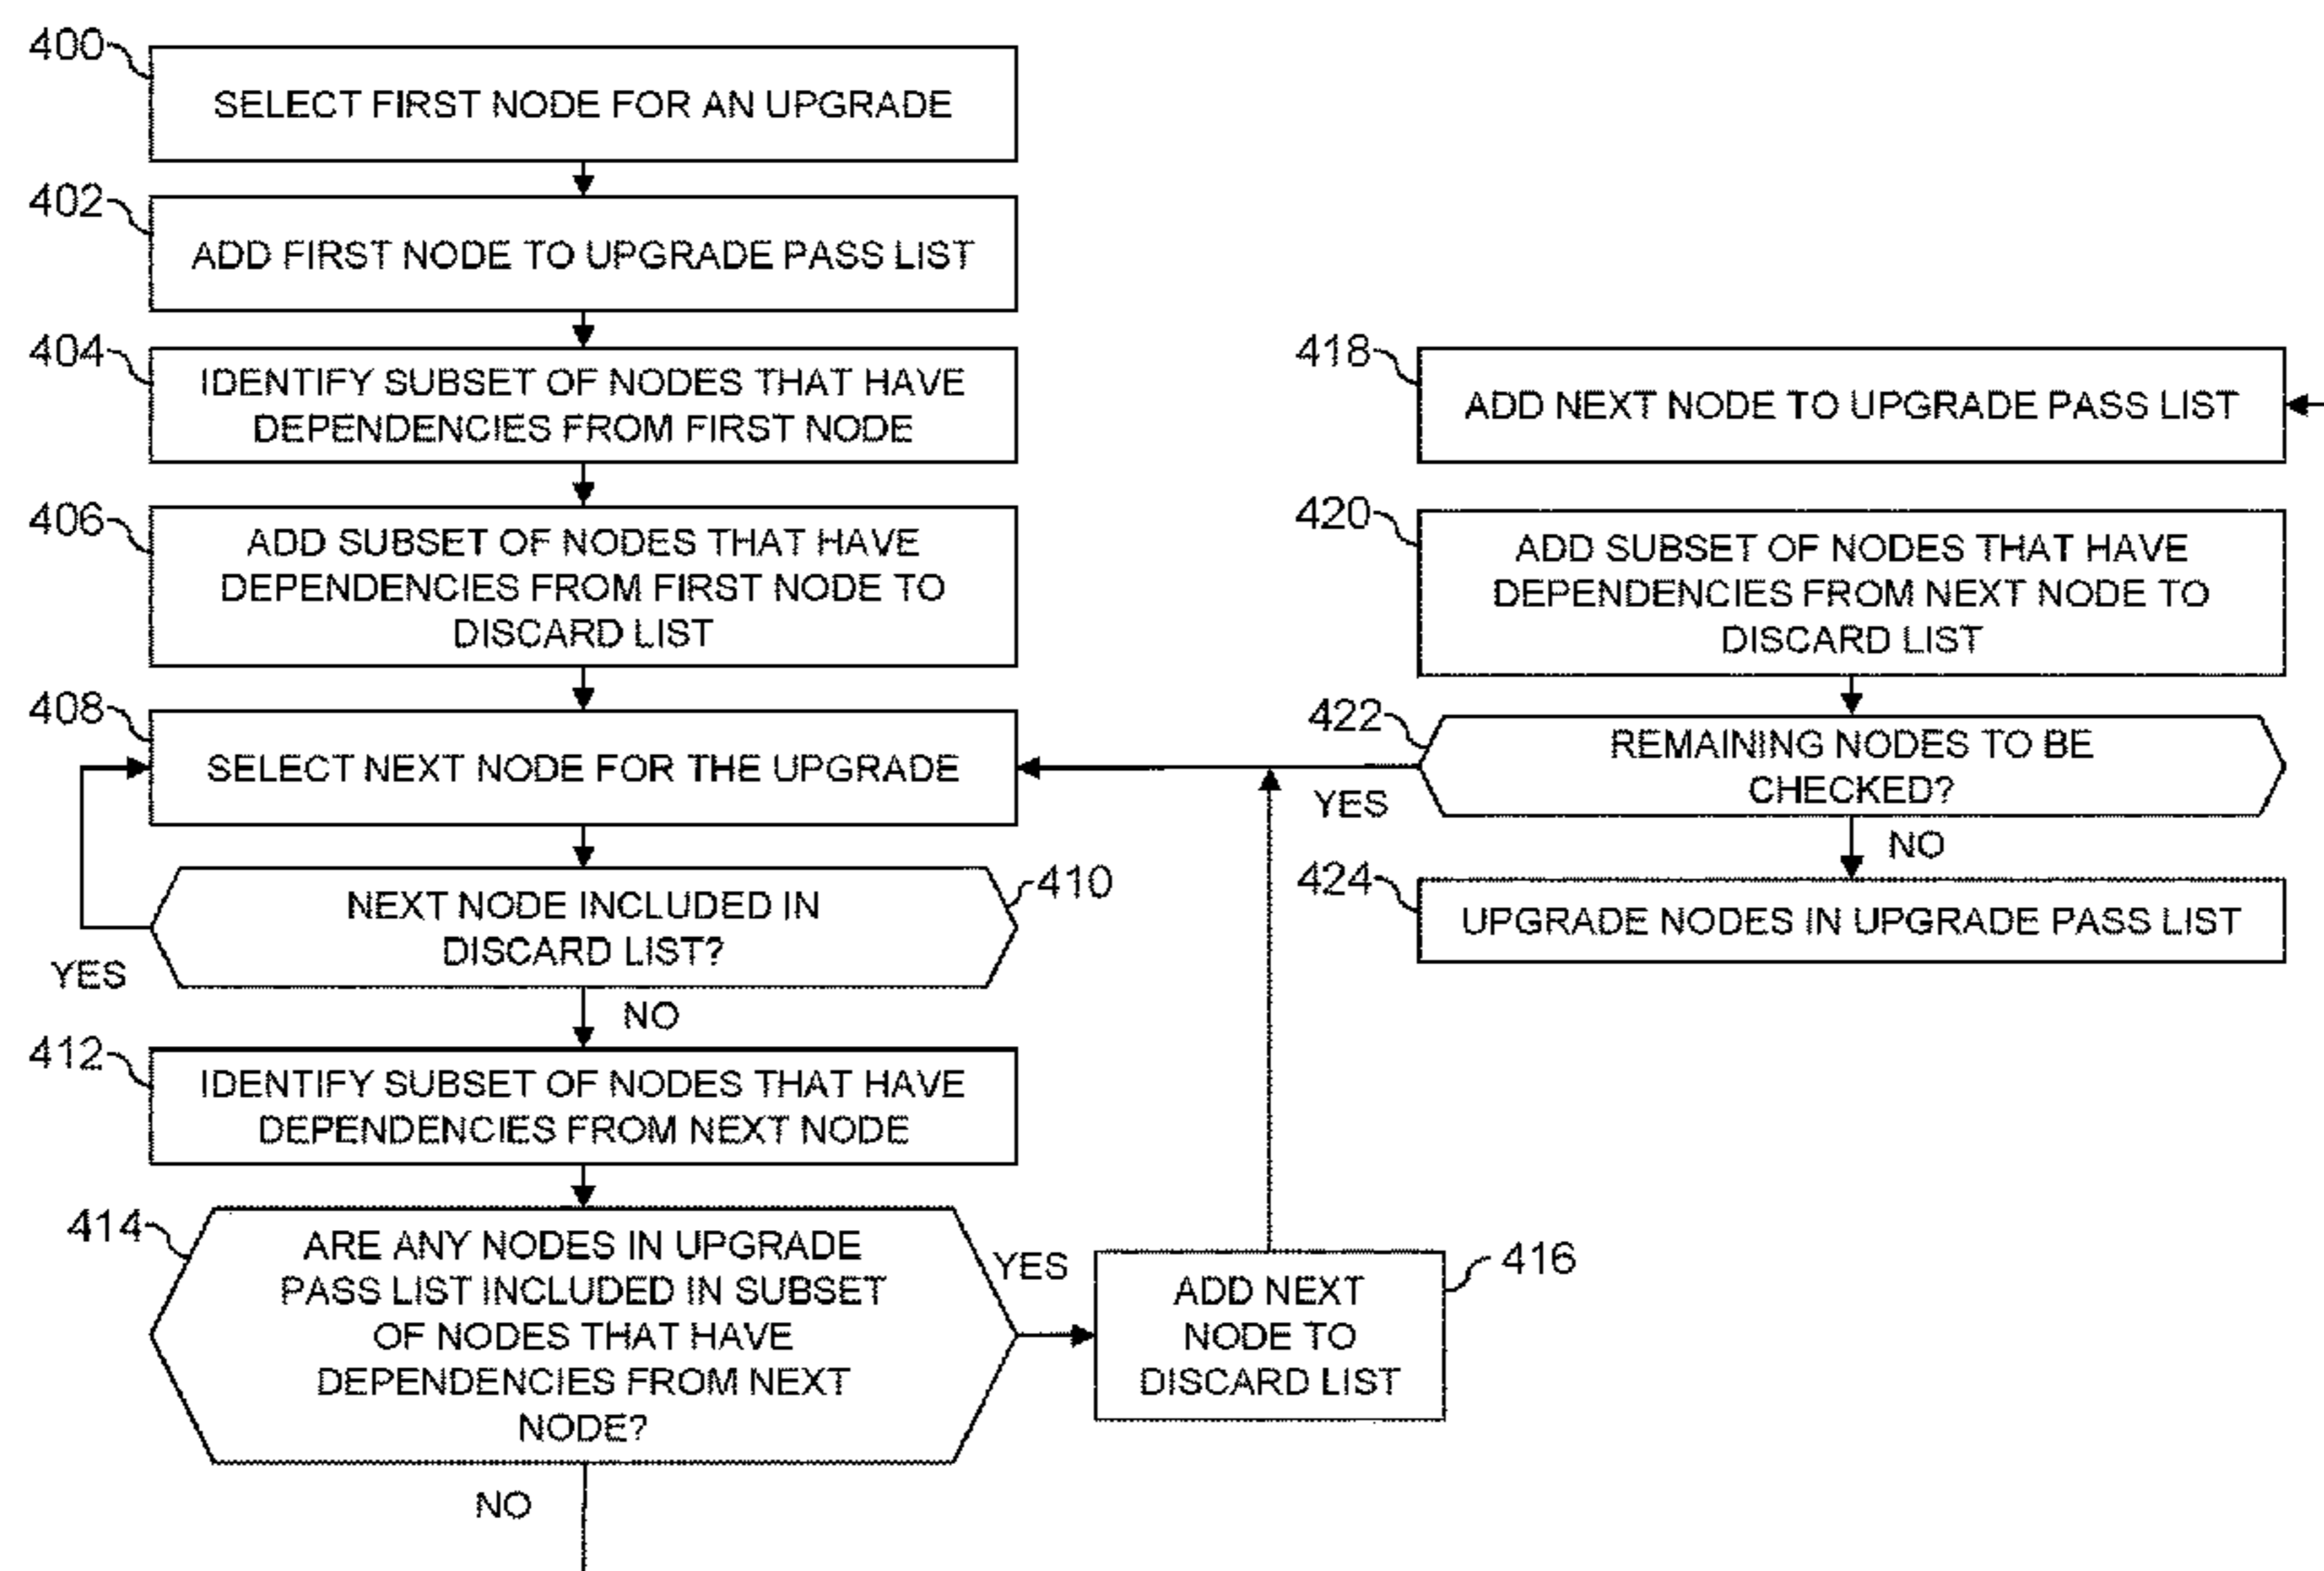 400
SELECT FIRST NODE FOR AN UPGRADE
402
ADD FIRST NODE TO UPGRADE PASS LIST
404
IDENTIFY SUBSET OF NODES THAT HAVE
DEPENDENCIES FROM FIRST NODE
406
ADD SUBSET OF NODES THAT HAVE
DEPENDENCIES FROM FIRST NODE TO
DISCARD LIST
408
SELECT NEXT NODE FOR THE UPGRADE
410
NEXT NODE INCLUDED IN
DISCARD LIST?
YES
NO
412
IDENTIFY SUBSET OF NODES THAT HAVE
DEPENDENCIES FROM NEXT NODE
414
ARE ANY NODES IN UPGRADE
PASS LIST INCLUDED IN SUBSET
OF NODES THAT HAVE
DEPENDENCIES FROM NEXT
NODE?
YES
NO
416
ADD NEXT
NODE TO
DISCARD LIST
418
ADD NEXT NODE TO UPGRADE PASS LIST
420
ADD SUBSET OF NODES THAT HAVE
DEPENDENCIES FROM NEXT NODE TO
DISCARD LIST
422
REMAINING NODES TO BE
CHECKED?
YES
NO
424
UPGRADE NODES IN UPGRADE PASS LIST